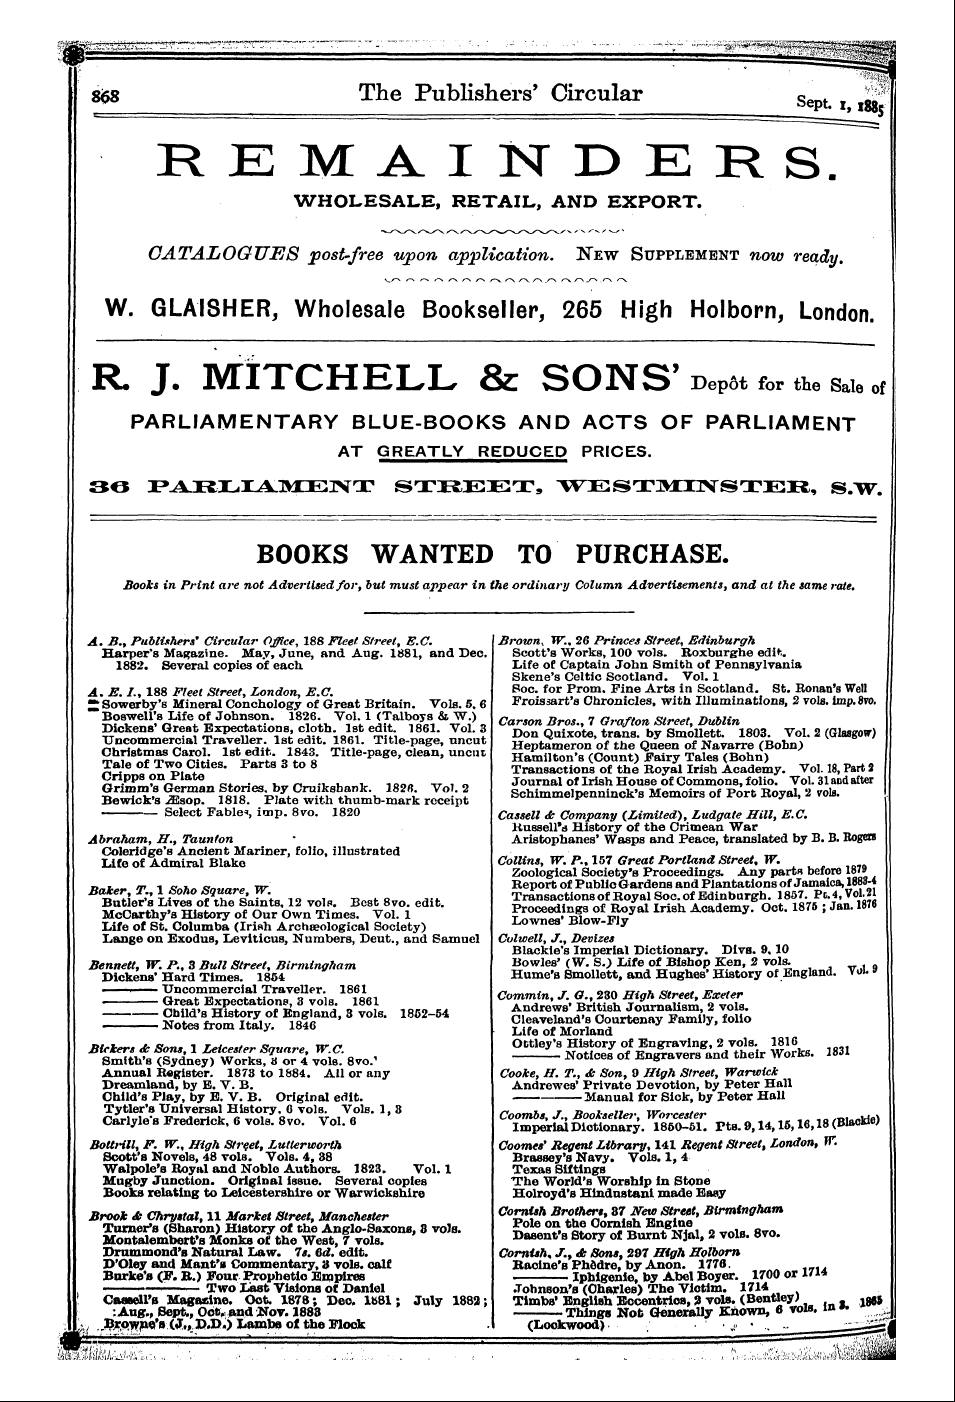 868
The Publishers' Circular
Sept. 1, 1885
REMAINDERS.
WHOLESALE, RETAIL, AND EXPORT.
CATALOGUES post-free upon application. NEW SUPPLEMENT now ready.
W. GLAISHER, Wholesale Bookseller, 265 High Holborn, London.
R. J. MITCHELL & SONS' Depôt for the Sale of
PARLIAMENTARY BLUE-BOOKS AND ACTS OF PARLIAMENT
AT GREATLY REDUCED PRICES.
36 PARLIAMENT STREET, WESTMINSTER, S.W.
BOOKS WANTED TO PURCHASE.
Books in Print are not Advertised for, but must appear in the ordinary Column Advertisements, and at the same rate.
A. B., Publishers' Circular Office, 188 Fleet Street, E.C.
Harper's Magazine. May, June, and Aug. 1881, and Dec.
1882. Several copies of each
A. E. I., 188 Fleet Street, London, E.C.
Sowerby's Mineral Conchology of Great Britain. Vols. 5, 6
Boswell's Life of Johnson. 1826. Vol. 1 (Talboys & W.)
Dickens' Great Expectations, cloth. 1st edit. 1861. Vol. 3
Uncommercial Traveller. 1st edit. 1861. Title-page, uncut
Christmas Carol. 1st edit. 1843. Title-page, clean, uncut
Tale of Two Cities. Parts 3 to 8
Cripps on Plate
Grimm's German Stories, by Cruikshank. 1826. Vol. 2
Bewick's Æsop. 1818. Plate with thumb-mark receipt
——— Select Fables, imp. 8vo. 1820
Abraham, H., Taunton
Coleridge's Ancient Mariner, folio, illustrated
Life of Admiral Blake
Baker, T., 1 Soho Square, W.
Butler's Lives of the Saints, 12 vols. Best 8vo. edit.
McCarthy's History of Our Own Times. Vol. 1
Life of St. Columba (Irish Archæological Society)
Lange on Exodus, Leviticus, Numbers, Deut., and Samuel
Bennett, W. P., 3 Bull Street, Birmingham
Dickens' Hard Times. 1854
——— Uncommercial Traveller. 1861
——— Great Expectations, 3 vols. 1861
——— Child's History of England, 3 vols. 1852-54
——— Notes from Italy. 1846
Bickers & Sons, 1 Leicester Square, W.C.
Smith's (Sydney) Works, 3 or 4 vols. 8vo.
Annual Register. 1873 to 1884. All or any
Dreamland, by E. V. B.
Child's Play, by E. V. B. Original edit.
Tytler's Universal History, 6 vols. Vols. 1, 3
Carlyle's Frederick, 6 vols. 8vo. Vol. 6
Bottrill, F. W., High Street, Lutterworth
Scott's Novels, 48 vols. Vols. 4, 38
Walpole's Royal and Noble Authors. 1823. Vol. 1
Mugby Junction. Original issue. Several copies
Books relating to Leicestershire or Warwickshire
Brook & Chrystal, 11 Market Street, Manchester
Turner's (Sharon) History of the Anglo-Saxons, 3 vols.
Montalembert's Monks of the West, 7 vols.
Drummond's Natural Law. 7s. 6d. edit.
D'Oley and Mant's Commentary, 3 vols. calf
Burke's (F. R.) Four Prophetic Empires
——— Two Last Visions of Daniel
Cassell's Magazine. Oct. 1878; Dec. 1881; July 1882;
Aug., Sept., Oct. and Nov. 1883
Browne's (J., D.D.) Lambs of the Flock
Brown, W., 26 Princes Street, Edinburgh
Scott's Works, 100 vols. Roxburghe edit.
Life of Captain John Smith of Pennsylvania
Skene's Celtic Scotland. Vol. 1
Soc. for Prom. Fine Arts in Scotland. St. Ronan's Well
Froissart's Chronicles, with Illuminations, 2 vols. imp. 8vo.
Carson Bros., 7 Grafton Street, Dublin
Don Quixote, trans. by Smollett. 1803. Vol. 2 (Glasgow)
Heptameron of the Queen of Navarre (Bohn)
Hamilton's (Count) Fairy Tales (Bohn)
Transactions of the Royal Irish Academy. Vol. 18, Part 2
Journal of Irish House of Commons, folio. Vol. 31 and after
Schimmelpenninck's Memoirs of Port Royal, 2 vols.
Cassell & Company (Limited), Ludgate Hill, E.C.
Russell's History of the Crimean War
Aristophanes' Wasps and Peace, translated by B. B. Rogers
Collins, W. P., 157 Great Portland Street, W.
Zoological Society's Proceedings. Any parts before 1879
Report of Public Gardens and Plantations of Jamaica, 1883-4
Transactions of Royal Soc. of Edinburgh. 1857. Pt. 4, Vol. 21
Proceedings of Royal Irish Academy. Oct. 1875; Jan. 1876
Lownes' Blow-Fly
Colwell, J., Devizes
Blackie's Imperial Dictionary. Divs. 9, 10
Bowles' (W. S.) Life of Bishop Ken, 2 vols.
Hume's Smollett, and Hughes' History of England. Vol. 9
Commin, J. G., 230 High Street, Exeter
Andrews' British Journalism, 2 vols.
Cleaveland's Courtenay Family, folio
Life of Morland
Ottley's History of Engraving, 2 vols. 1816
——— Notices of Engravers and their Works. 1831
Cooke, H. T., & Son, 9 High Street, Warwick
Andrewes' Private Devotion, by Peter Hall
——— Manual for Sick, by Peter Hall
Coombs, J., Bookseller, Worcester
Imperial Dictionary. 1850-51. Pts. 9, 14, 15, 16, 18 (Blackie)
Coomes' Regent Library, 141 Regent Street, London, W.
Brassey's Navy. Vols. 1, 4
Texas Siftings
The World's Worship in Stone
Holroyd's Hindustani made Easy
Cornish Brothers, 37 New Street, Birmingham
Pole on the Cornish Engine
Dasent's Story of Burnt Njal, 2 vols. 8vo.
Cornish, J., & Sons, 297 High Holborn
Racine's Phèdre, by Anon. 1776.
——— Iphigenie, by Abel Boyer. 1700 or 1714
Johnson's (Charles) The Victim. 1714
Timbs' English Eccentrics, 2 vols. (Bentley)
——— Things Not Generally Known, 6 vols. in 3. 1865
(Lockwood)